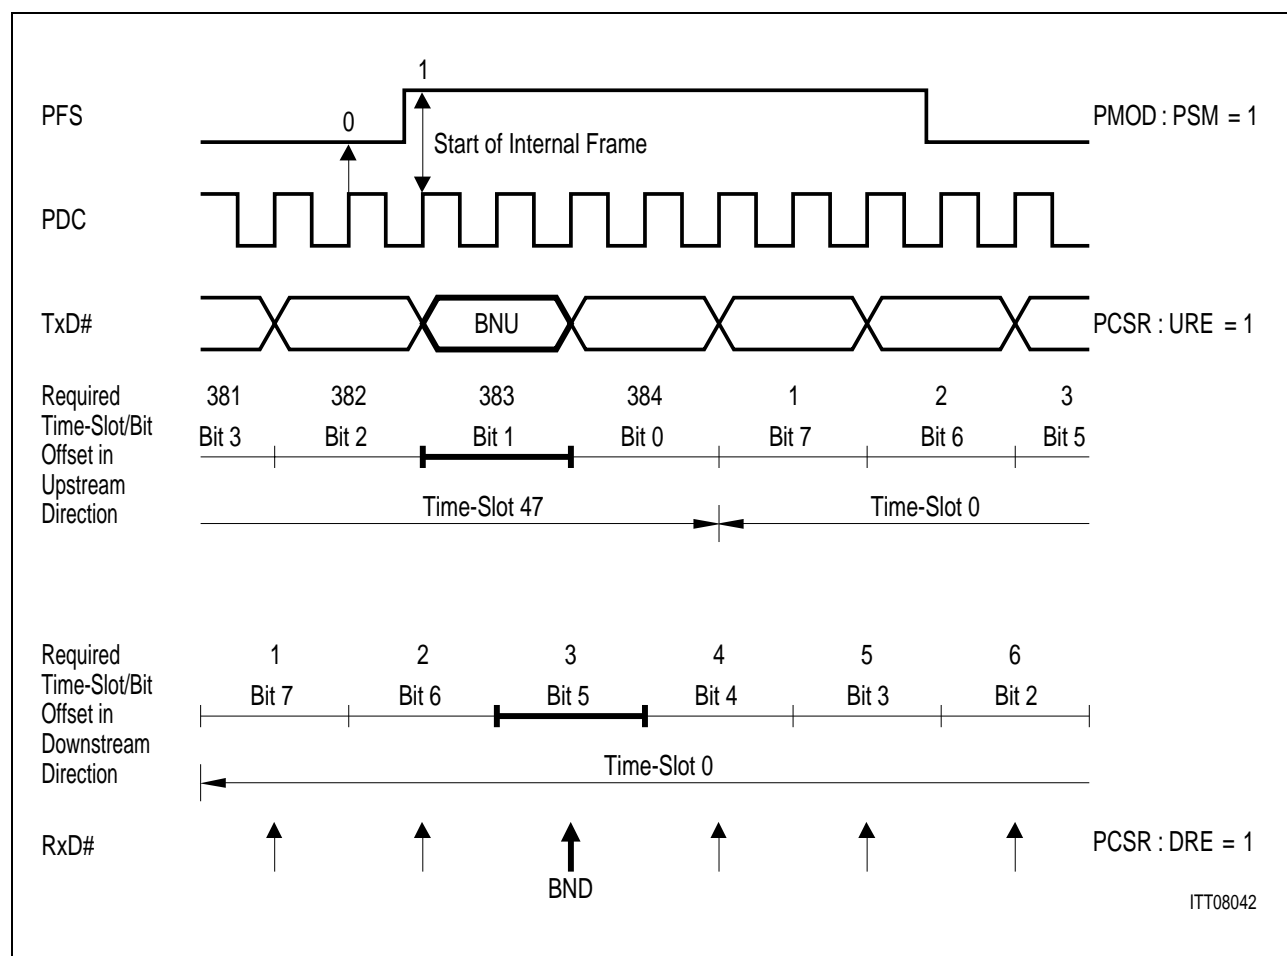 1
PFS
0
PMOD : PSM = 1
Start of Internal Frame
PDC
TxD#
BNU
PCSR : URE = 1
Required
Time-Slot/Bit
Offset in
Upstream
Direction
381 382 383 384 1 2 3
Bit 3 Bit 2 Bit 1 Bit 0 Bit 7 Bit 6 Bit 5
Time-Slot 47 Time-Slot 0
Required
Time-Slot/Bit
Offset in
Downstream
Direction
1 2 3 4 5 6
Bit 7 Bit 6 Bit 5 Bit 4 Bit 3 Bit 2
Time-Slot 0
RxD#
PCSR : DRE = 1
BND
ITT08042